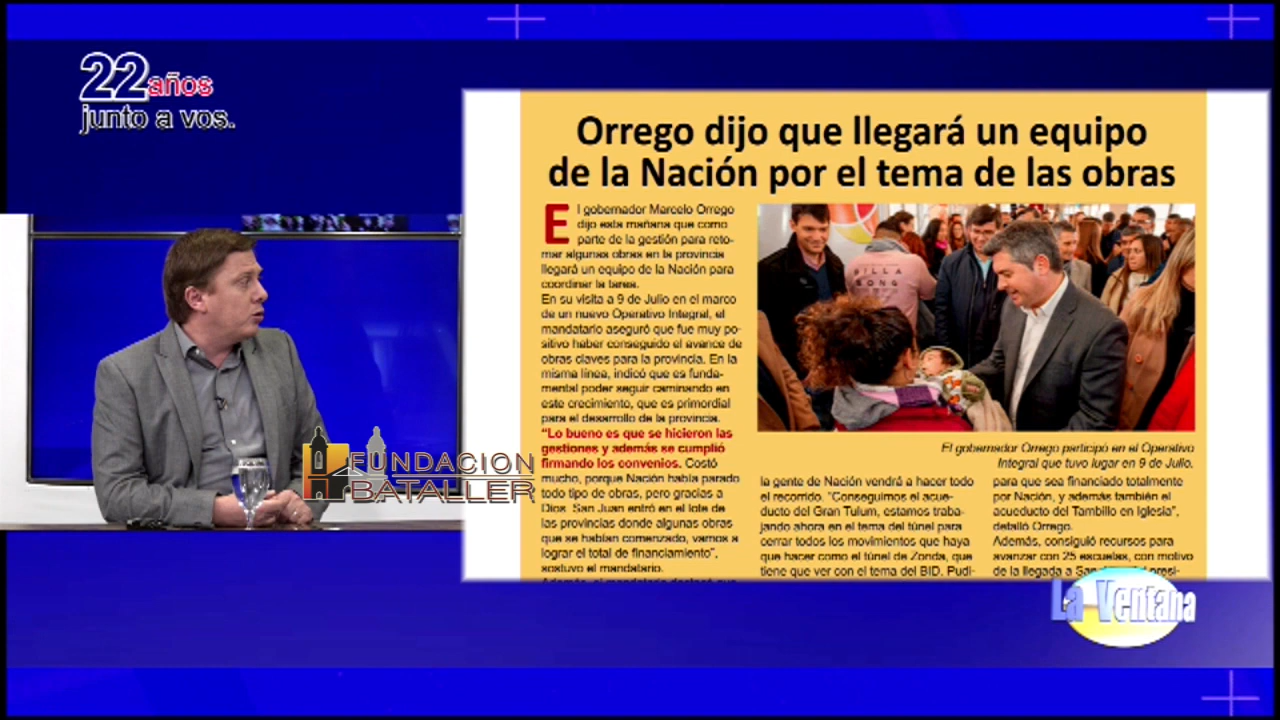 22 años
junto a vos.
Orrego dijo que llegará un equipo
de la Nación por el tema de las obras
El gobernador Marcelo Orrego
dijo esta mañana que como
parte de la gestión para reto-
mar algunas obras en la provincia
llegará un equipo de la Nación para
coordinar la tarea.
En su visita a 9 de Julio en el marco
de un nuevo Operativo Integral, el
mandatario aseguró que fue muy po-
sitivo haber conseguido el avance de
obras claves para la provincia. En la
misma línea, indicó que es funda-
mental poder seguir caminando en
este crecimiento, que es primordial
para el desarrollo de la provincia.
“Lo bueno es que se hicieron las
gestiones y además se cumplió
firmando los convenios. Costó
mucho, porque Nación había parado
todo tipo de obras, pero gracias a
Dios San Juan entró en el lote de
las provincias donde algunas obras
que se habían comenzado, vamos a
lograr el total de financiamiento”,
sostuvo el mandatario.
Además, el mandatario declaró que
BILLA
BONG
El gobernador Orrego participó en el Operativo
Integral que tuvo lugar en 9 de Julio.
la gente de Nación vendrá a hacer todo
el recorrido. “Conseguimos el acue-
ducto del Gran Tulum, estamos traba-
jando ahora en el tema del túnel para
cerrar todos los movimientos que haya
que hacer como el túnel de Zonda, que
tiene que ver con el tema del BID. Pudi-
para que sea financiado totalmente
por Nación, y además también el
acueducto del Tambillo en Iglesia”,
detalló Orrego.
Además, consiguió recursos para
avanzar con 25 escuelas, con motivo
de la llegada a San presi-
FUNDACION
BATALLER
La Ventana